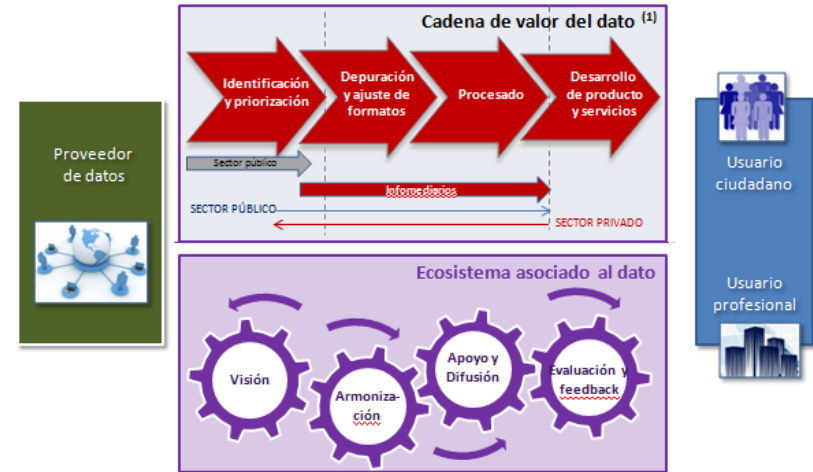 Cadena de valor del dato (1)
Identificación
y priorización
Depuración
y ajuste de
formatos
Procesado
Desarrollo
de producto
y servicios
Sector público
Infomediarios
SECTOR PÚBLICO
SECTOR PRIVADO
Proveedor
de datos
Usuario
ciudadano
Usuario
profesional
Ecosistema asociado al dato
Visión
Armoniza-
ción
Apoyo y
Difusión
Evaluación y
feedback